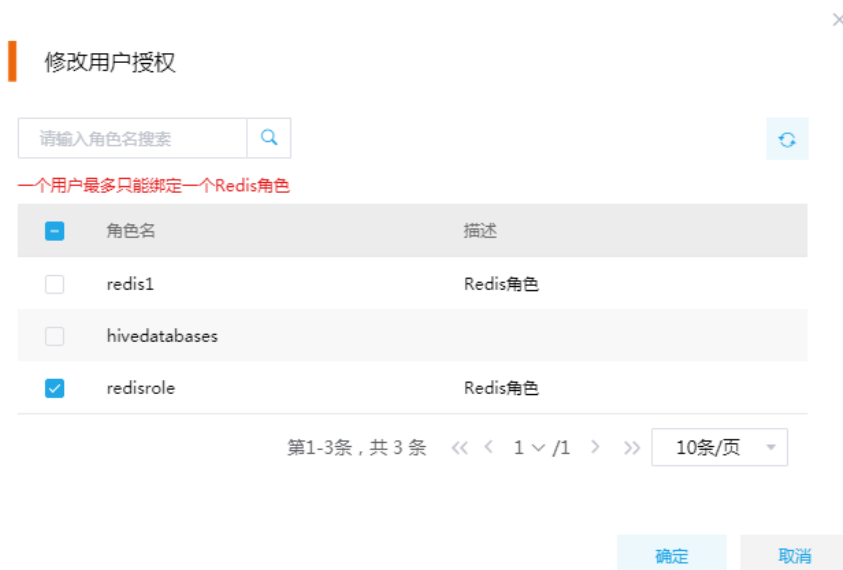 修改用户授权
请输入角色名搜索
一个用户最多只能绑定一个Redis角色
角色名 描述
redis1 Redis角色
hivedatabases
redisrole Redis角色
第1-3条，共 3 条 1 /1 10条/页
确定 取消